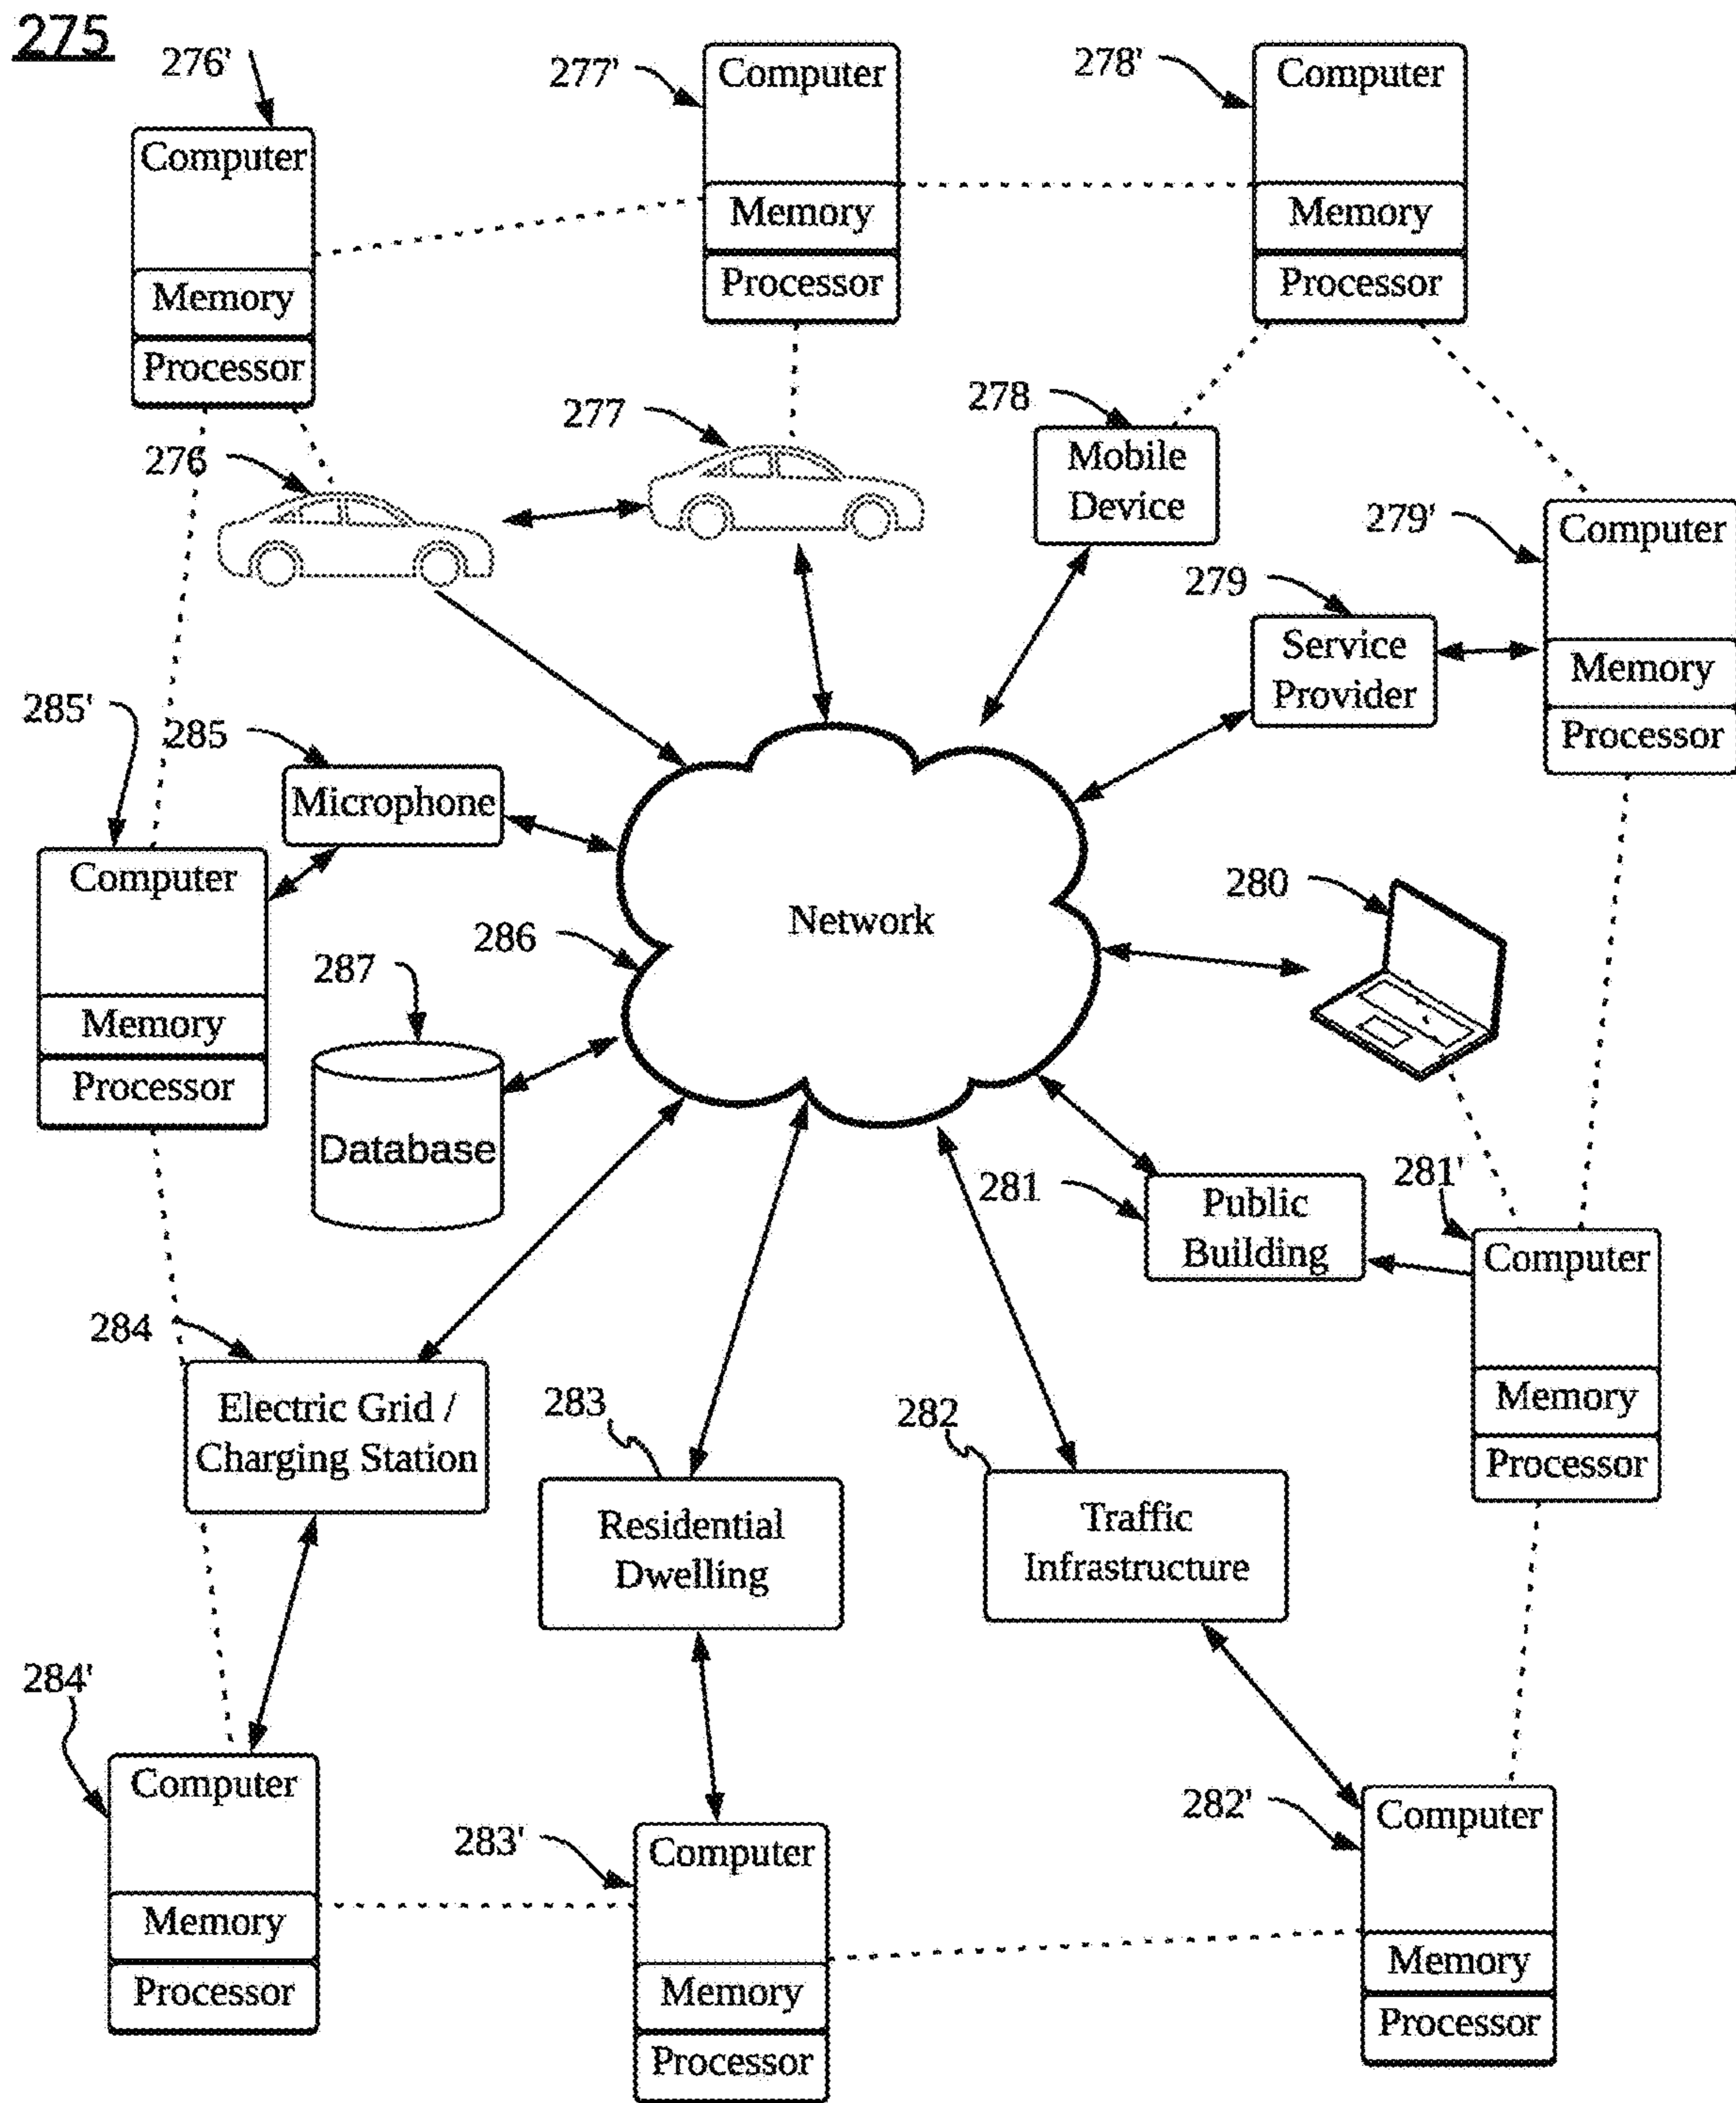 275
276'
277'
278'
Computer
Memory
Processor
Computer
Memory
Processor
Computer
Memory
Processor
276
277
278
Mobile
Device
279'
Computer
Memory
Processor
279
Service
Provider
285'
285
Microphone
Computer
Memory
Processor
286
Network
280
287
Database
281
Public
Building
281'
Computer
Memory
Processor
284
Electric Grid /
Charging Station
283
Residential
Dwelling
282
Traffic
Infrastructure
284'
Computer
Memory
Processor
283'
Computer
Memory
Processor
282'
Computer
Memory
Processor